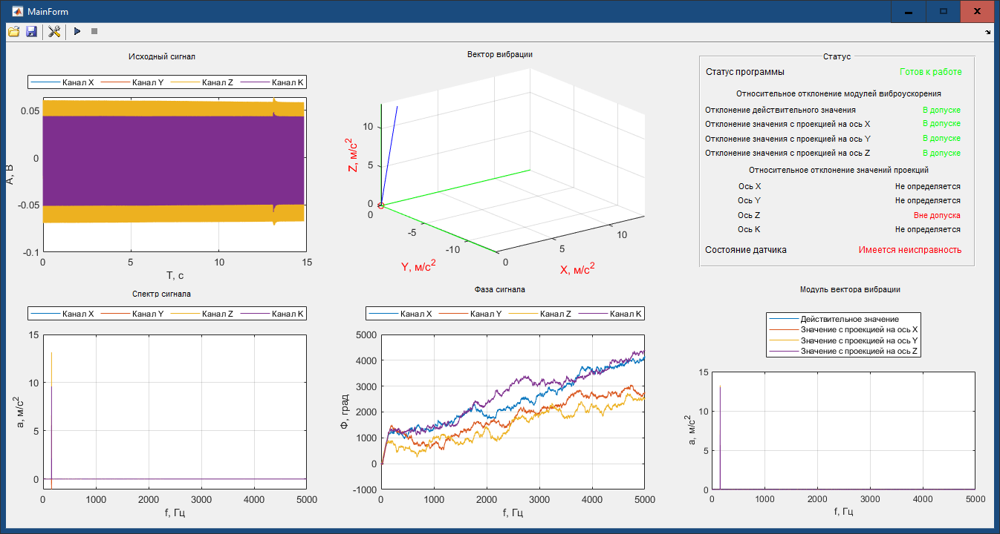 MainForm
Исходный сигнал
Канал X Канал Y Канал Z Канал K
0.05
0
-0.05
-0.1
A, В
0 5 10 15
T, с
Вектор вибрации
10
5
0
Z, м/с2
0
-5
-10
Y, м/с2
0
5
10
X, м/с2
Статус
Статус программы Готов к работе
Относительное отклонение модулей виброускорения
Отклонение действительного значения В допуске
Отклонение значения с проекцией на ось X В допуске
Отклонение значения с проекцией на ось Y В допуске
Отклонение значения с проекцией на ось Z В допуске
Относительное отклонение значений проекций
Ось X Не определяется
Ось Y Не определяется
Ось Z Вне допуска
Ось K Не определяется
Состояние датчика Имеется неисправность
Спектр сигнала
Канал X Канал Y Канал Z Канал K
15
10
5
0
a, м/с2
0 1000 2000 3000 4000 5000
f, Гц
Фаза сигнала
Канал X Канал Y Канал Z Канал K
5000
4000
3000
2000
1000
0
-1000
Ф, град
0 1000 2000 3000 4000 5000
f, Гц
Модуль вектора вибрации
Действительное значение
Значение с проекцией на ось X
Значение с проекцией на ось Y
Значение с проекцией на ось Z
15
10
5
0
a, м/с2
0 1000 2000 3000 4000 5000
f, Гц